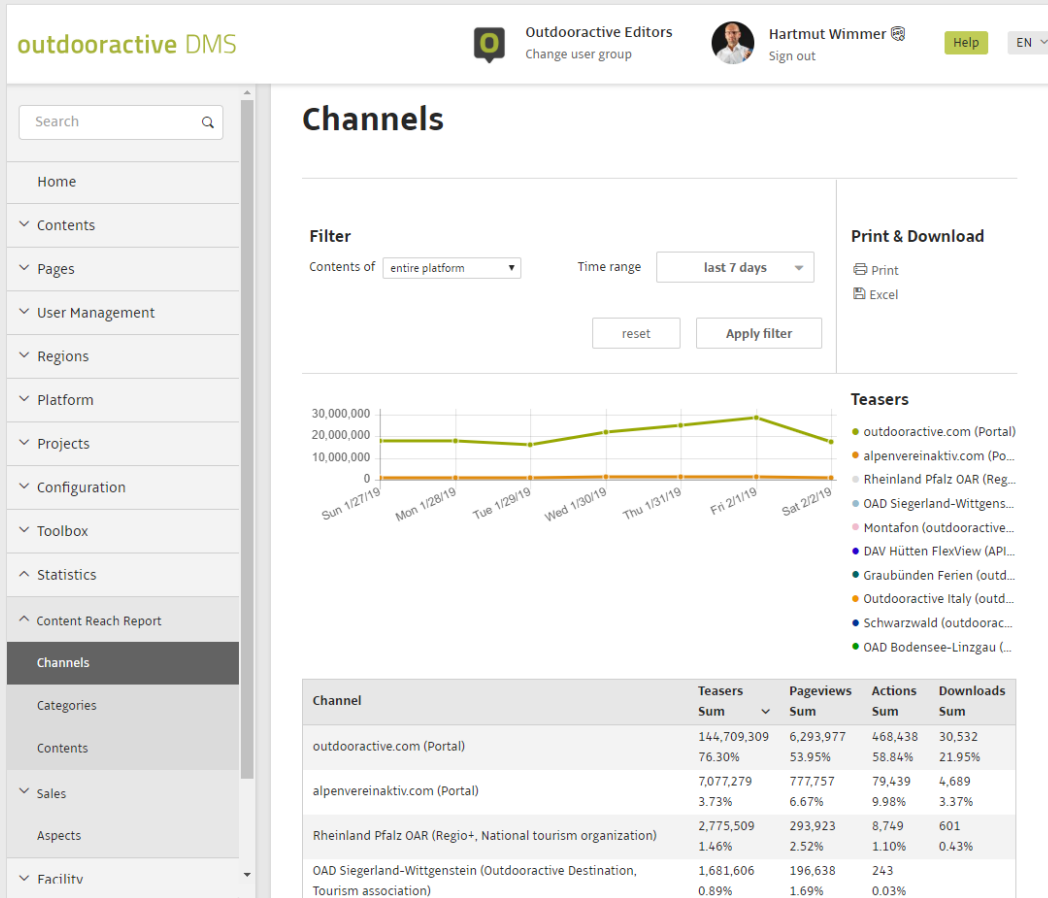 outdooractive DMS
Outdooractive Editors
Change user group
Hartmut Wimmer
Sign out
Help
EN
Search
Home
Contents
Pages
User Management
Regions
Platform
Projects
Configuration
Toolbox
Statistics
Content Reach Report
Channels
Categories
Contents
Sales
Aspects
Facility
Channels
Filter
Contents of entire platform
Time range last 7 days
reset
Apply filter
Print & Download
Print
Excel
30,000,000
20,000,000
10,000,000
0
Sun 1/27/19
Mon 1/28/19
Tue 1/29/19
Wed 1/30/19
Thu 1/31/19
Fri 2/1/19
Sat 2/2/19
Teasers
outdooractive.com (Portal)
alpenvereinaktiv.com (Po...
Rheinland Pfalz OAR (Reg...
OAD Siegerland-Wittgens...
Montafon (outdooractive...
DAV Hütten FlexView (API...
Graubünden Ferien (outd...
Outdooractive Italy (outd...
Schwarzwald (outdoorac...
OAD Bodensee-Linzgau (...
Channel Teasers Pageviews Actions Downloads
Sum Sum Sum Sum
outdooractive.com (Portal) 144,709,309 6,293,977 468,438 30,532
76.30% 53.95% 58.84% 21.95%
alpenvereinaktiv.com (Portal) 7,077,279 777,757 79,439 4,689
3.73% 6.67% 9.98% 3.37%
Rheinland Pfalz OAR (Regio+, National tourism organization) 2,775,509 293,923 8,749 601
1.46% 2.52% 1.10% 0.43%
OAD Siegerland-Wittgenstein (Outdooractive Destination, 1,681,606 196,638 243
Tourism association) 0.89% 1.69% 0.03%